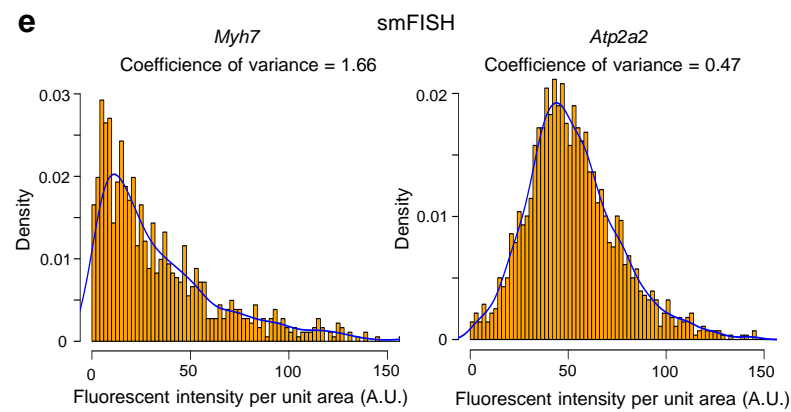 e
smFISH
Myh7
Coefficience of variance = 1.66
0.03
0.02
0.01
0
Density
0
50
100
150
Fluorescent intensity per unit area (A.U.)
Atp2a2
Coefficience of variance = 0.47
0.02
0.01
0
Density
0
50
100
150
Fluorescent intensity per unit area (A.U.)